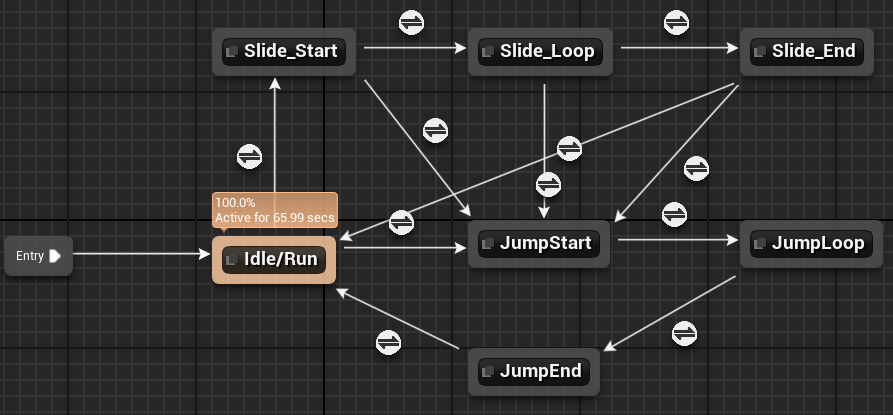 Slide_Start
Slide_Loop
Slide_End
100.0%
Active for 65.99 secs
Entry
Idle/Run
JumpStart
JumpLoop
JumpEnd